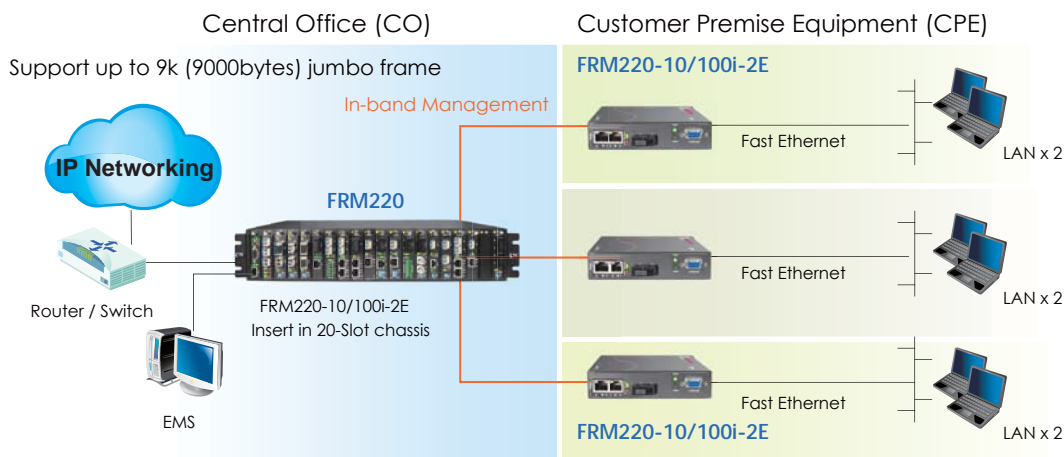 Central Office (CO)
Customer Premise Equipment (CPE)
Support up to 9k (9000bytes) jumbo frame
FRM220-10/100i-2E
In-band Management
Fast Ethernet
LAN x 2
IP Networking
FRM220
Fast Ethernet
LAN x 2
Router / Switch
FRM220-10/100i-2E
Insert in 20-Slot chassis
EMS
Fast Ethernet
FRM220-10/100i-2E
LAN x 2